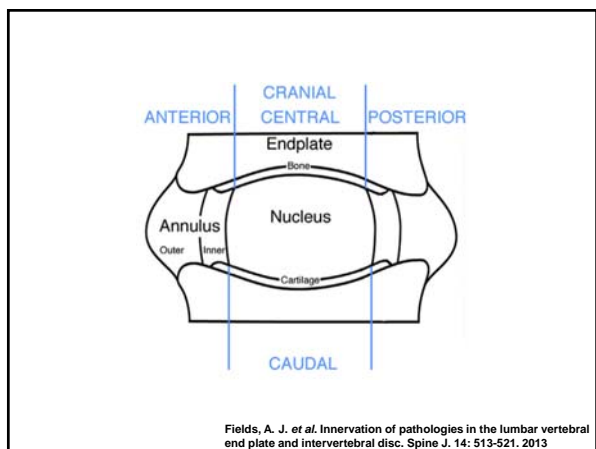 CRANIAL
ANTERIOR CENTRAL POSTERIOR
Endplate
Bone
Nucleus
Annulus
Outer Inner
Cartilage
CAUDAL
Fields, A. J. et al. Innervation of pathologies in the lumbar vertebral
end plate and intervertebral disc. Spine J. 14: 513-521. 2013